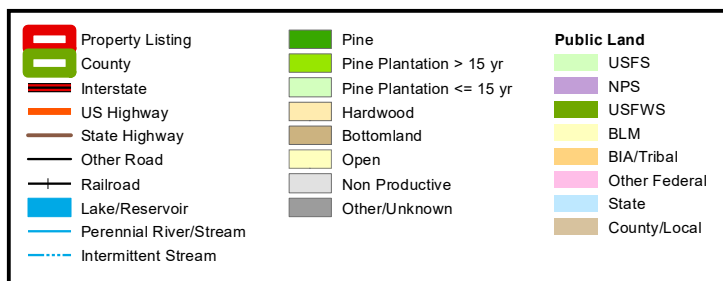 Property Listing
County
Interstate
US Highway
State Highway
Other Road
Railroad
Lake/Reservoir
Perennial River/Stream
Intermittent Stream
Pine
Pine Plantation > 15 yr
Pine Plantation <= 15 yr
Hardwood
Bottomland
Open
Non Productive
Other/Unknown
Public Land
USFS
NPS
USFWS
BLM
BIA/Tribal
Other Federal
State
County/Local